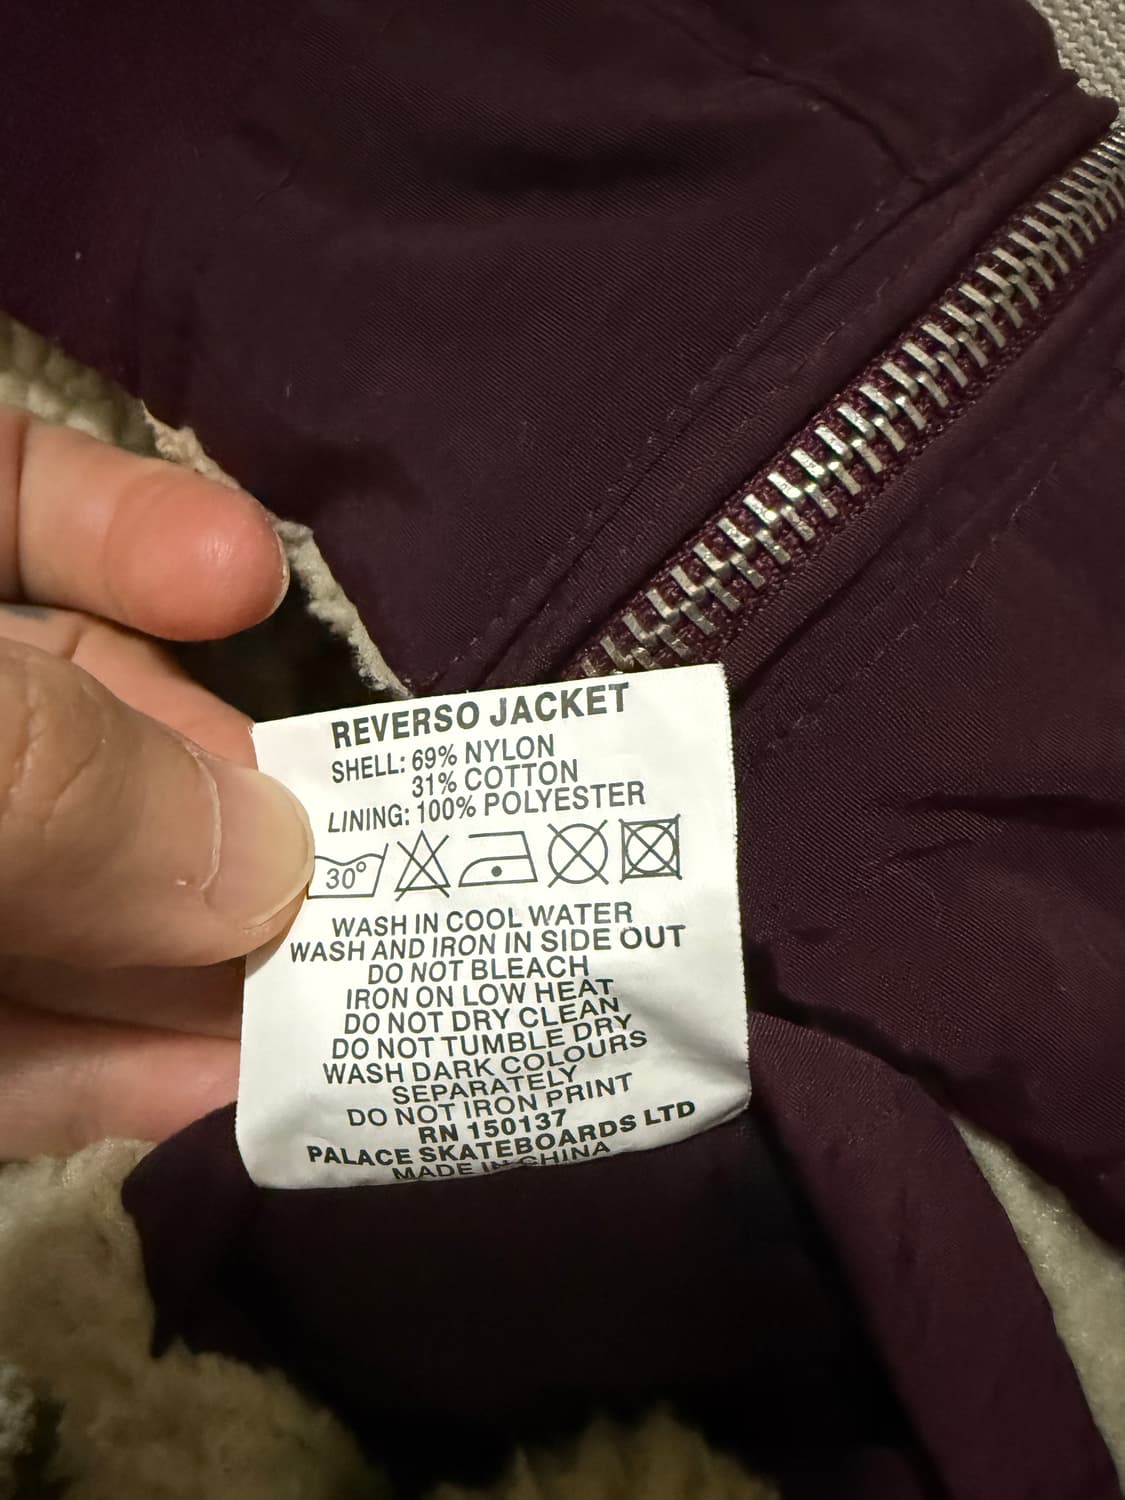 REVERSO JACKET
SHELL: 69% NYLON
31% COTTON
LINING: 100% POLYESTER
30°
WASH IN COOL WATER
WASH AND IRON IN SIDE OUT
DO NOT BLEACH
IRON ON LOW HEAT
DO NOT DRY CLEAN
DO NOT TUMBLE DRY
WASH DARK COLOURS
SEPARATELY
DO NOT IRON PRINT
RN 150137
PALACE SKATEBOARDS LTD
MADE IN CHINA